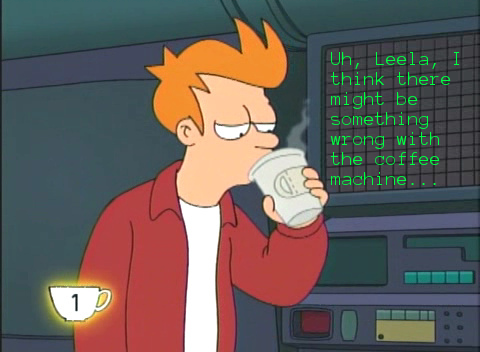 Uh, Leela, I
think there
might be
something
wrong with
the coffee
machine...
1